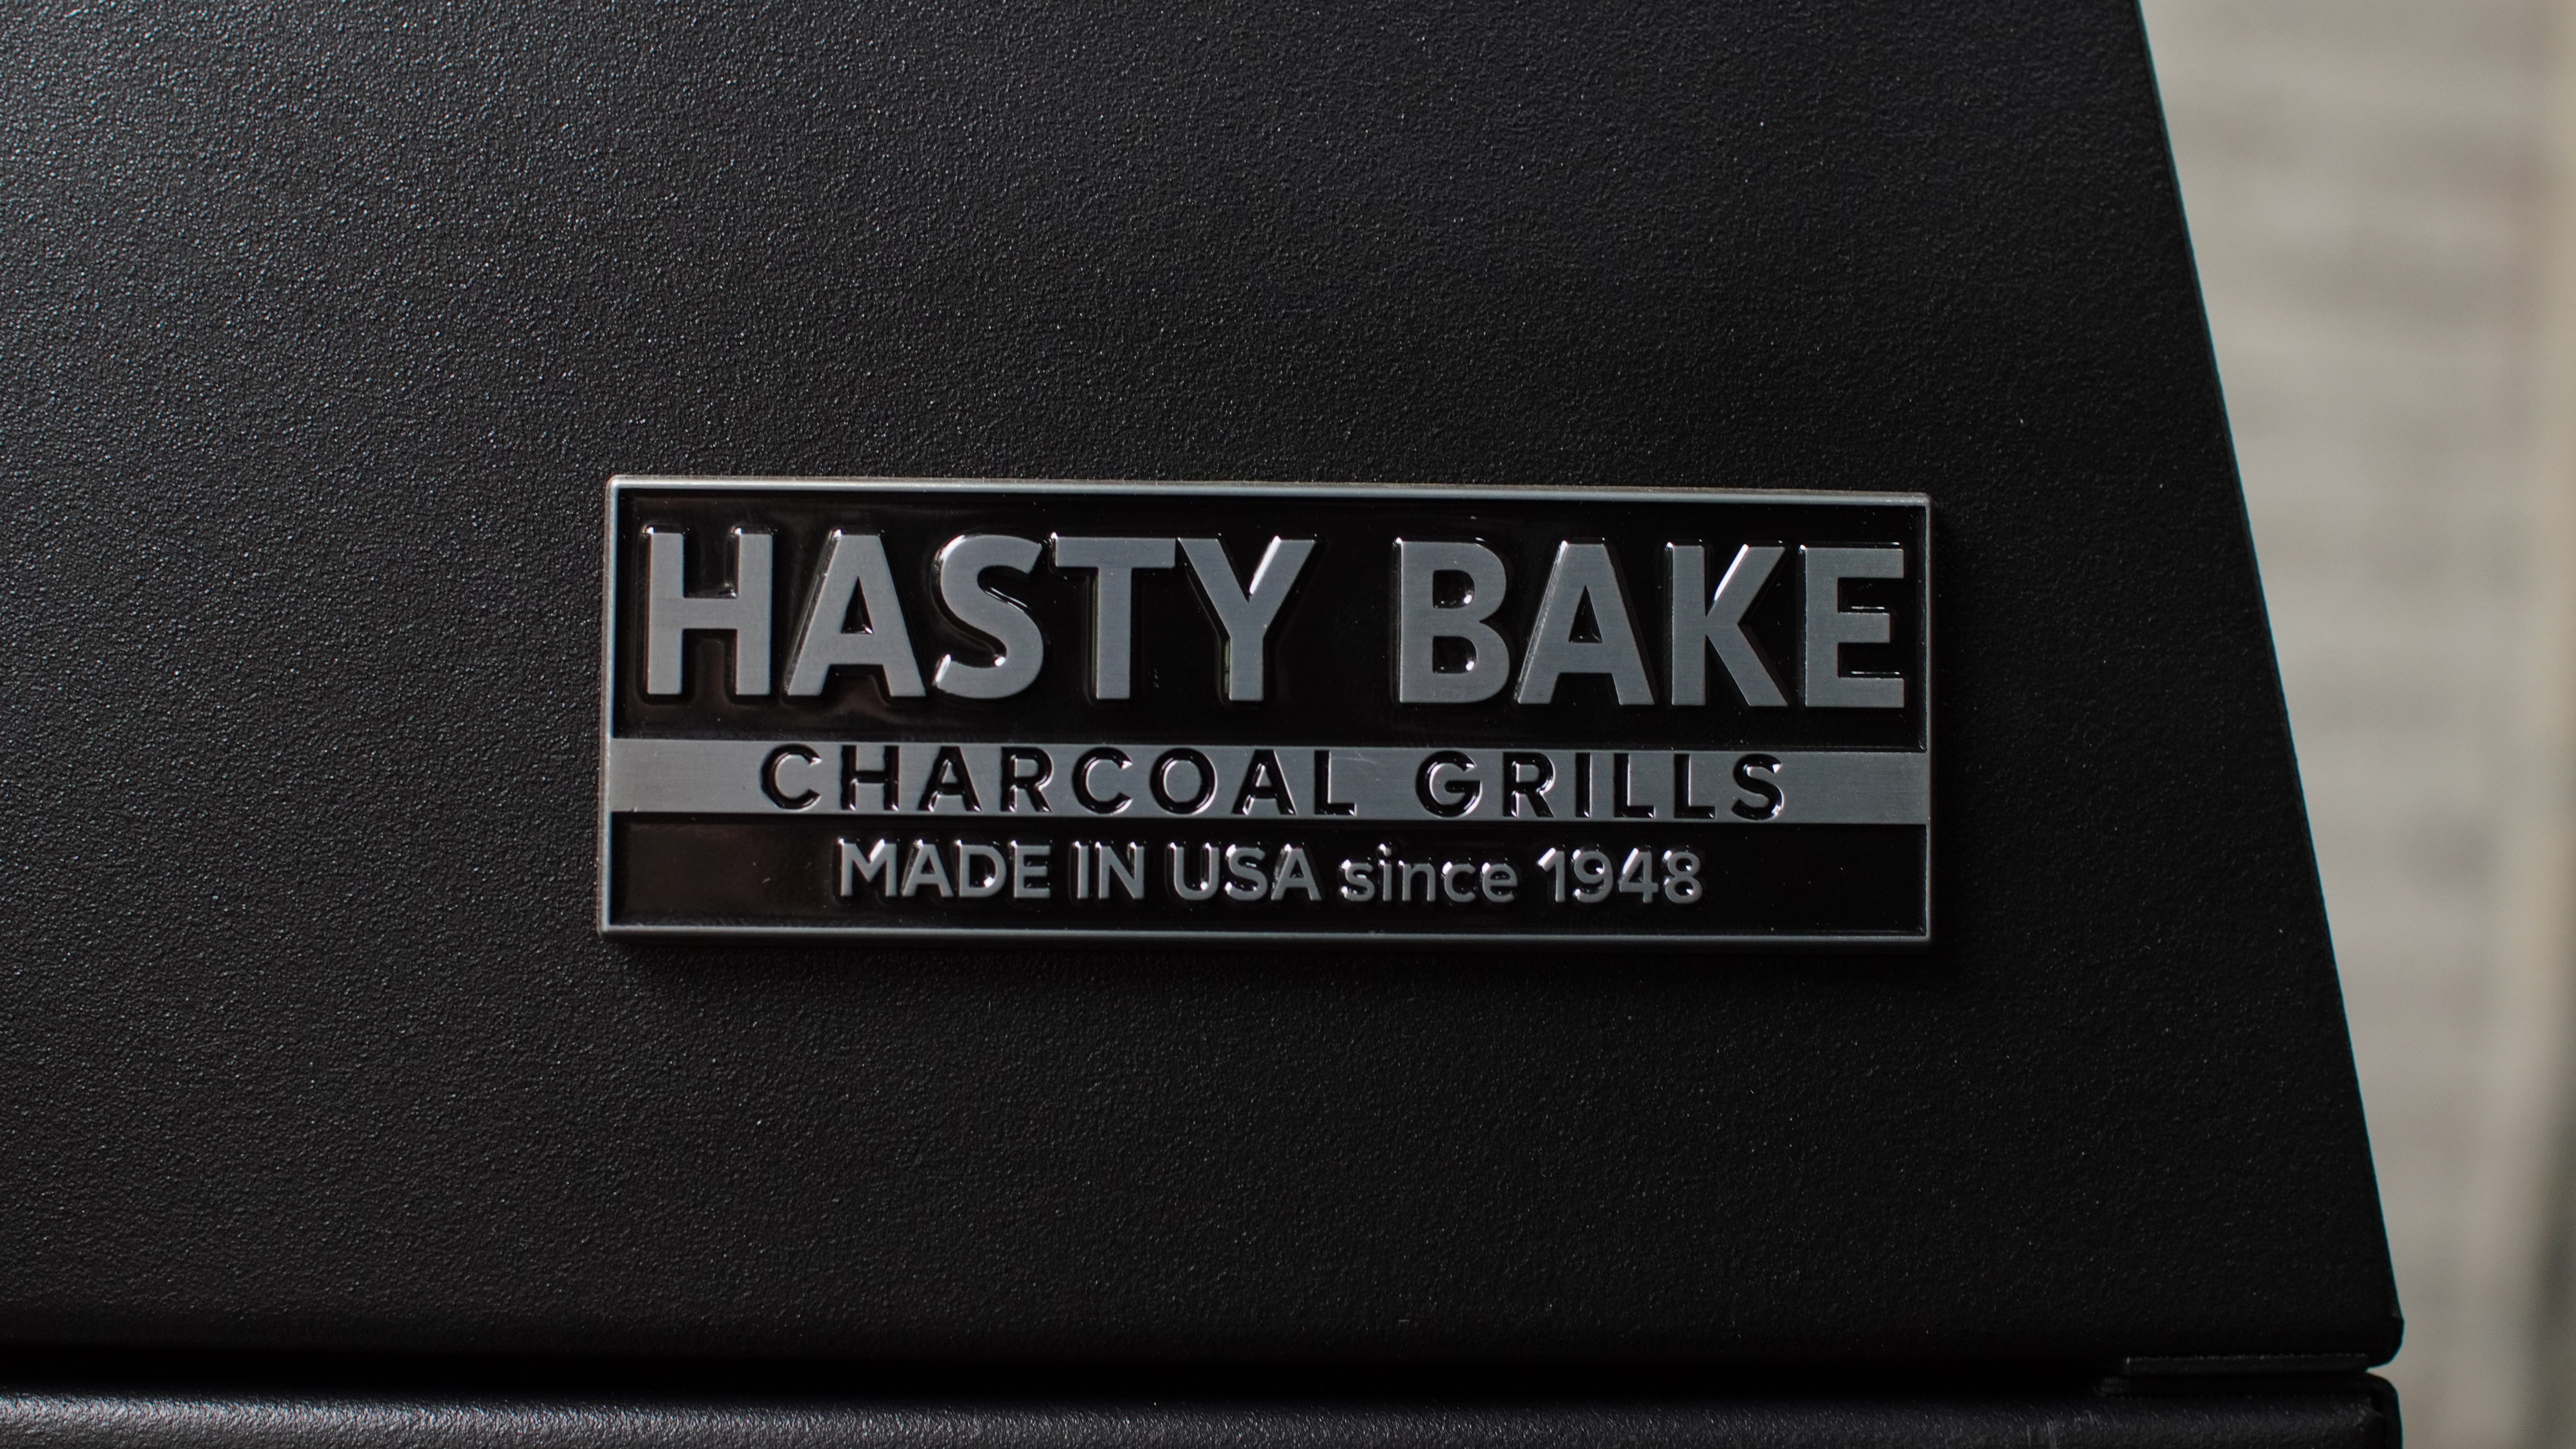 HASTY BAKE
CHARCOAL GRILLS
MADE IN USA since 1948